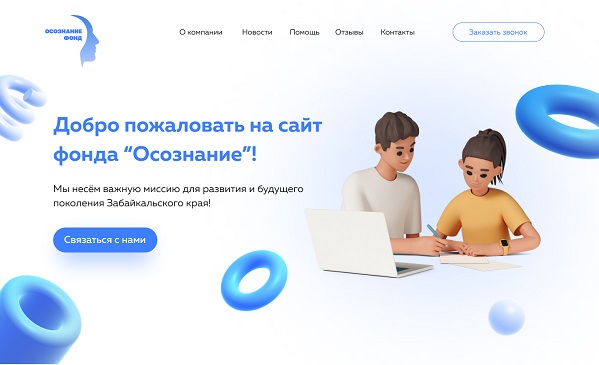 ОСОЗНАНИЕ
ФОНД
О компании Новости Помощь Отзывы Контакты Заказать звонок
Добро пожаловать на сайт
фонда “Осознание”!
Мы несём важную миссию для развития и будущего
поколения Забайкальского края!
Связаться с нами